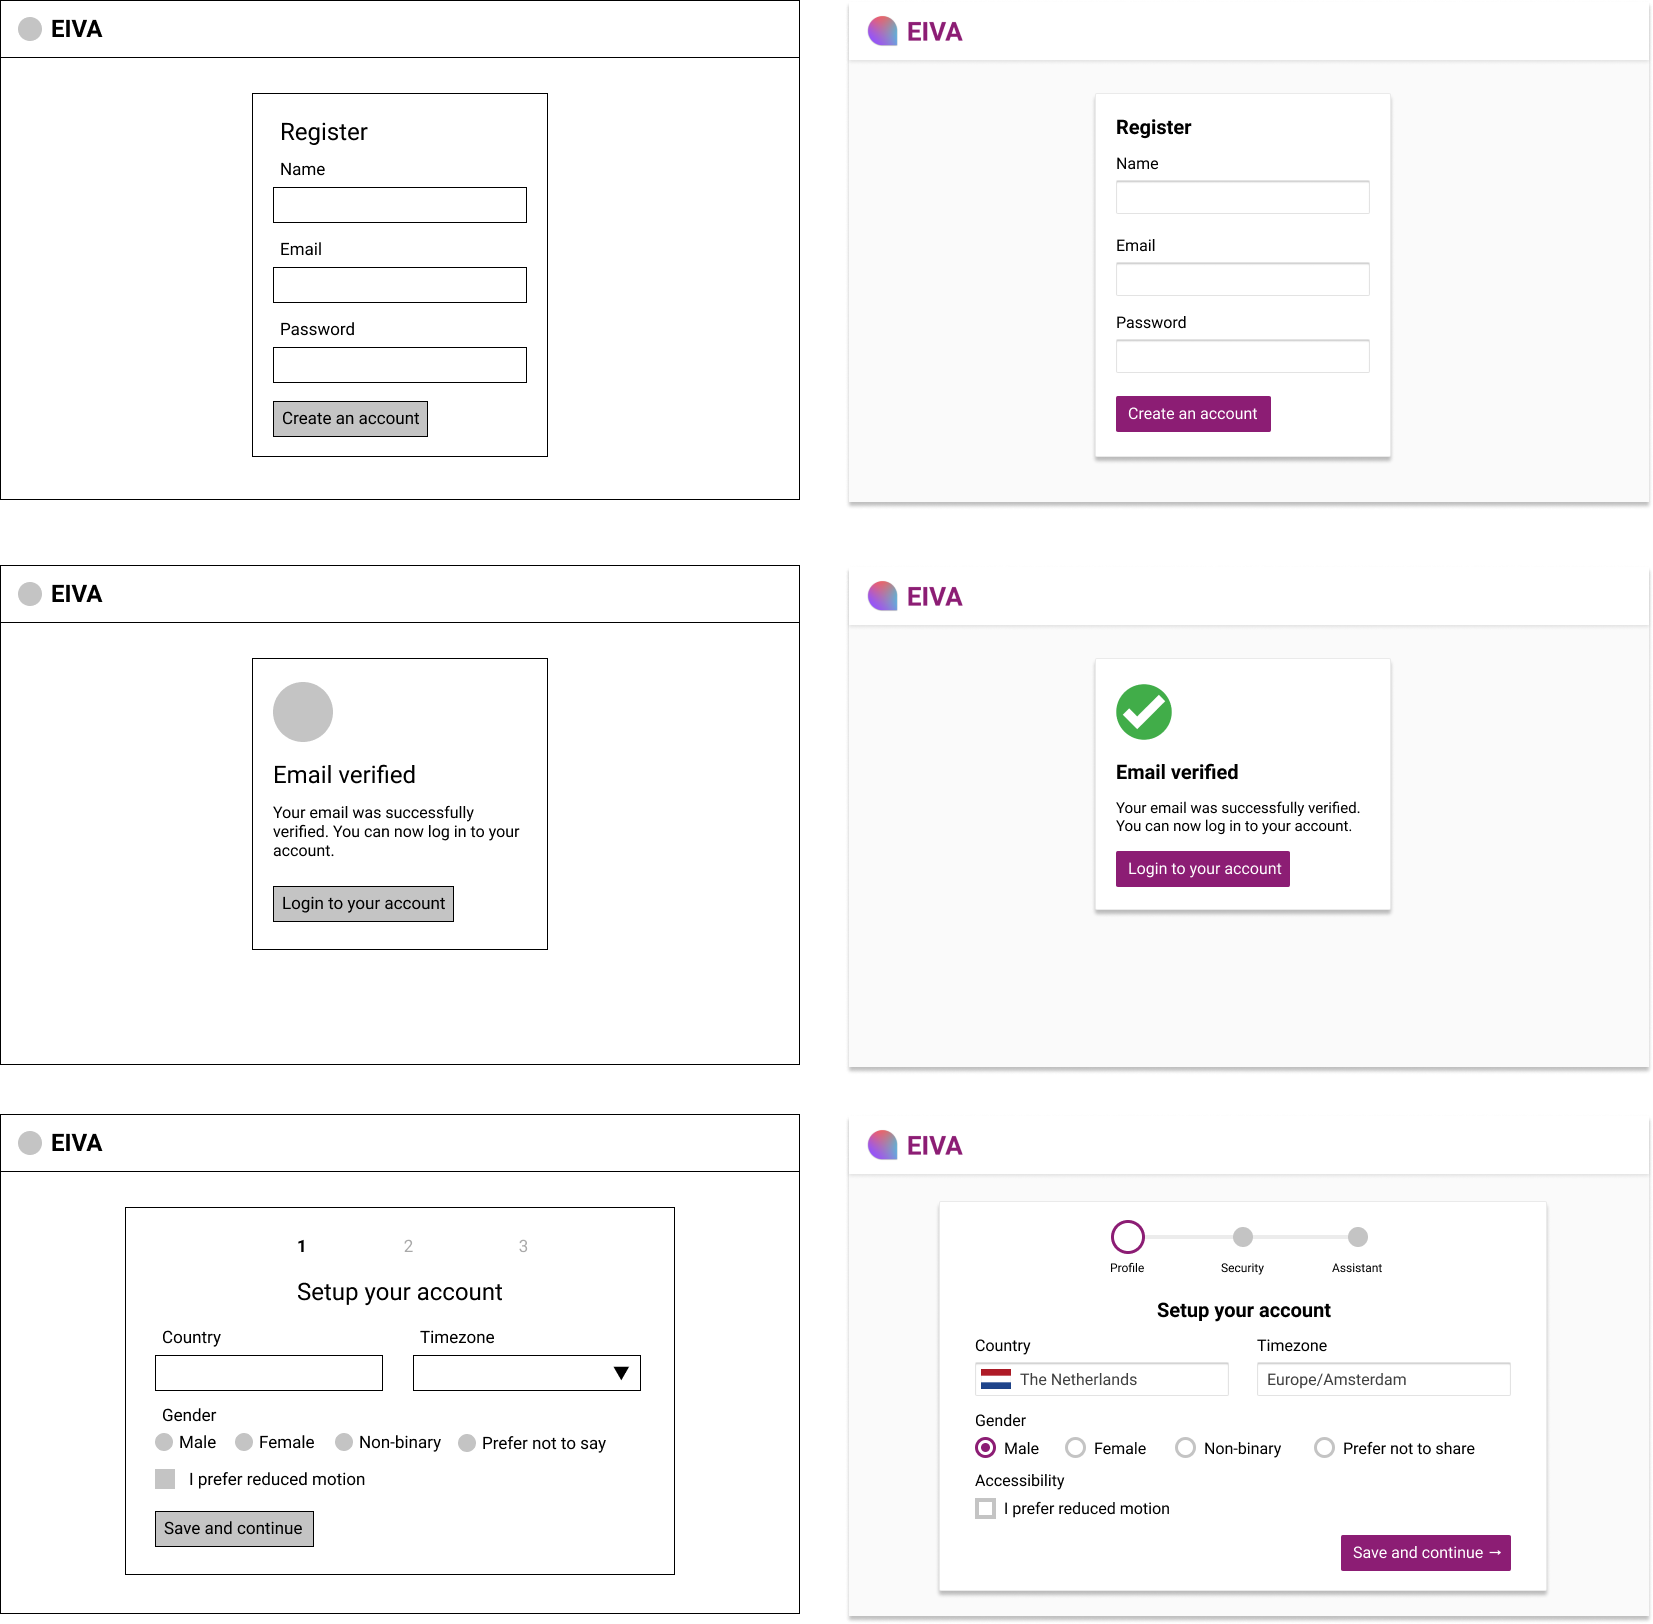 EIVA
Register
Name
Email
Password
Create an account
EIVA
Register
Name
Email
Password
Create an account
EIVA
Email verified
Your email was successfully
verified. You can now log in to your
account.
Login to your account
EIVA
Email verified
Your email was successfully verified.
You can now log in to your account.
Login to your account
EIVA
1 2 3
Setup your account
Country Timezone
Gender
Male Female Non-binary Prefer not to say
I prefer reduced motion
Save and continue
EIVA
Profile Security Assistant
Setup your account
Country Timezone
The Netherlands Europe/Amsterdam
Gender
Male Female Non-binary Prefer not to share
Accessibility
I prefer reduced motion
Save and continue →